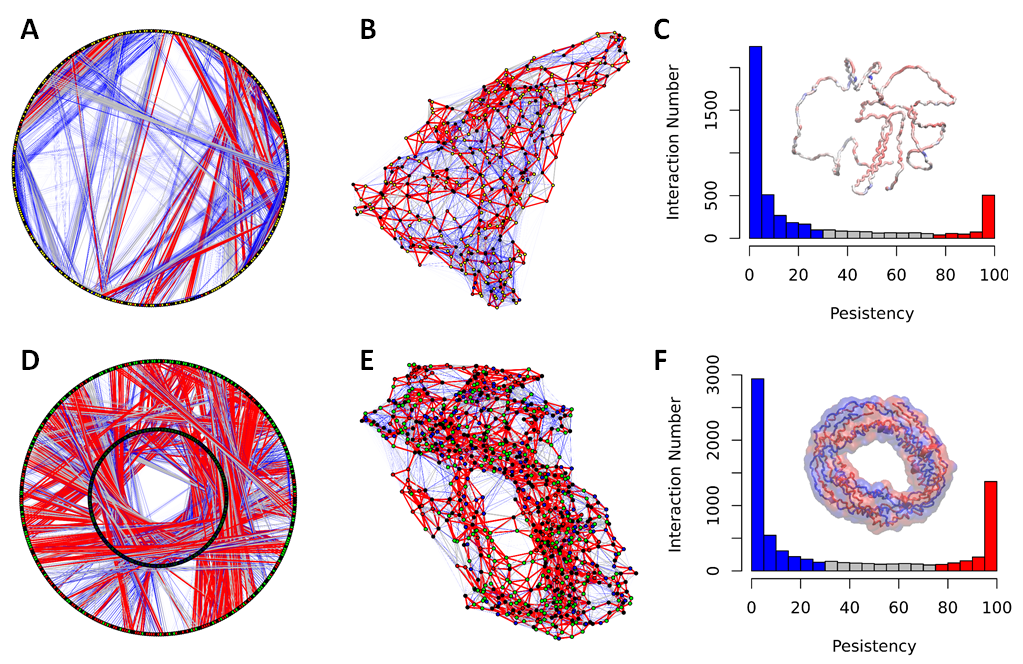 A
B
C
Interaction Number
500
1500
0
0 20 40 60 80 100
Pesistency
D
E
F
Interaction Number
3000
2000
1000
0
0 20 40 60 80 100
Pesistency